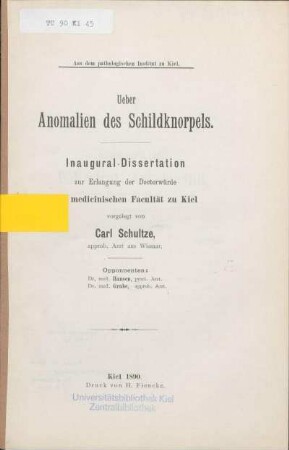 TU 90 K1 45
Aus dem pathologischen Institut zu Kiel.
Ueber
Anomalien des Schildknorpels.
Inaugural-Dissertation
zur Erlangung der Doctorwürde
medicinischen Facultät zu Kiel
vorgelegt von
Carl Schultze,
approb. Arzt aus Wismar.
Opponenten:
Dr. med. Hansen, pract. Arzt.
Dr. med. Grube, approb. Arzt.
Kiel 1890.
Druck von H. Fiencke.
Universitätsbibliothek Kiel
Zentralbibliothek